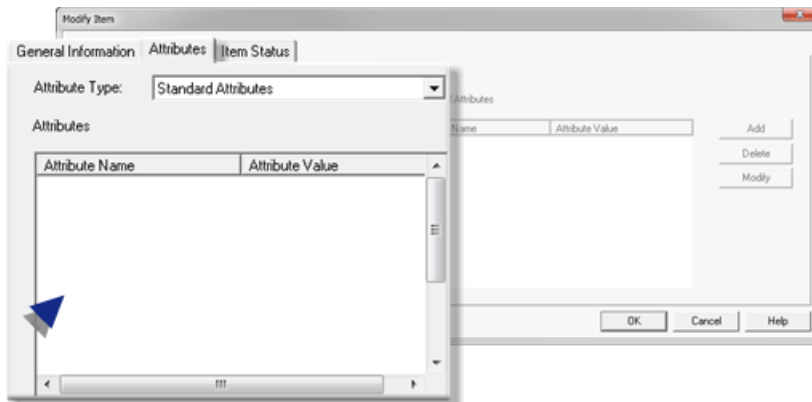 Modify Item
General Information Attributes Item Status
Attribute Type: Standard Attributes
Attributes
Attribute Name Attribute Value
Attributes
Name Attribute Value
Add
Delete
Modify
OK Cancel Help